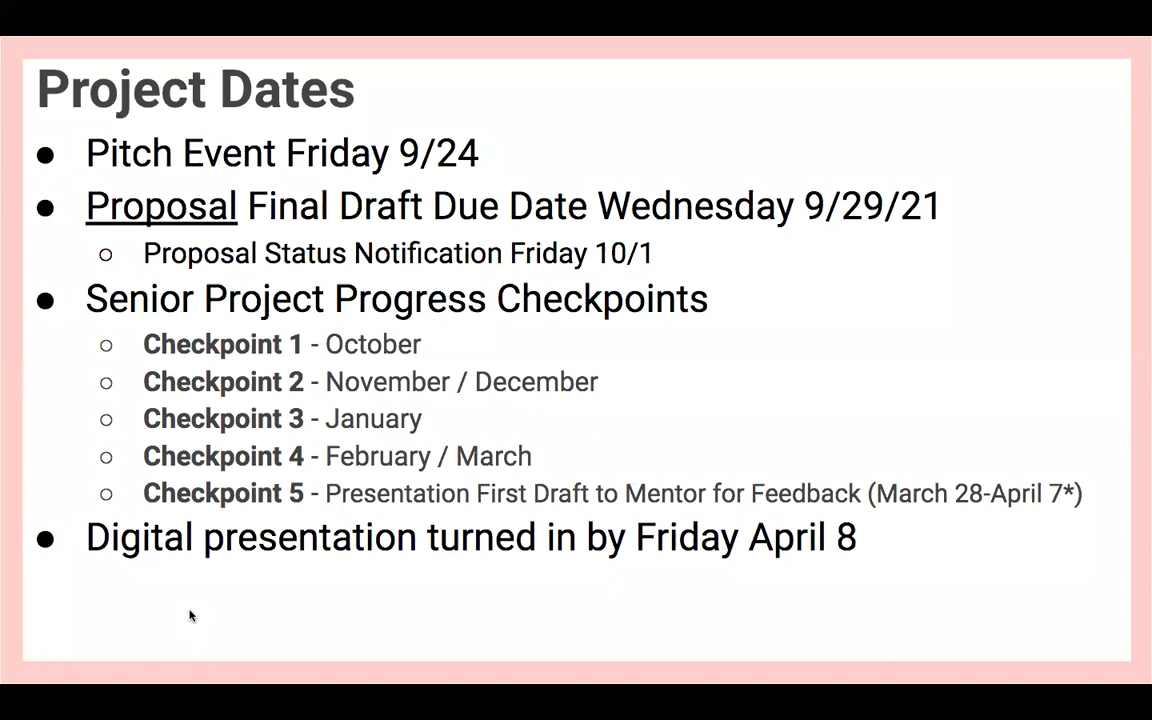 Project Dates
● Pitch Event Friday 9/24
● Proposal Final Draft Due Date Wednesday 9/29/21
○ Proposal Status Notification Friday 10/1
● Senior Project Progress Checkpoints
○ Checkpoint 1 - October
○ Checkpoint 2 - November / December
○ Checkpoint 3 - January
○ Checkpoint 4 - February / March
○ Checkpoint 5 - Presentation First Draft to Mentor for Feedback (March 28-April 7*)
● Digital presentation turned in by Friday April 8